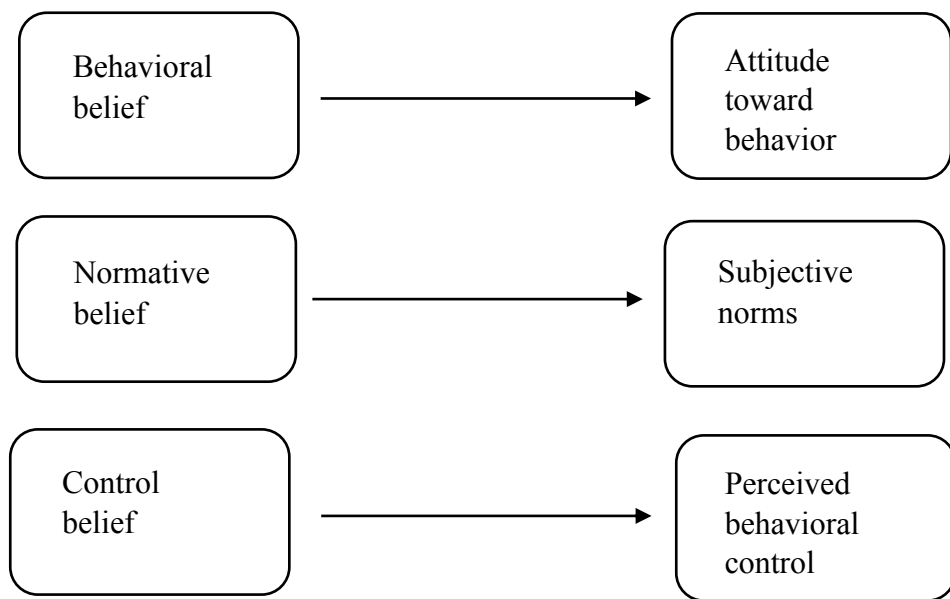 Behavioral
belief
Attitude
toward
behavior
Normative
belief
Subjective
norms
Control
belief
Perceived
behavioral
control